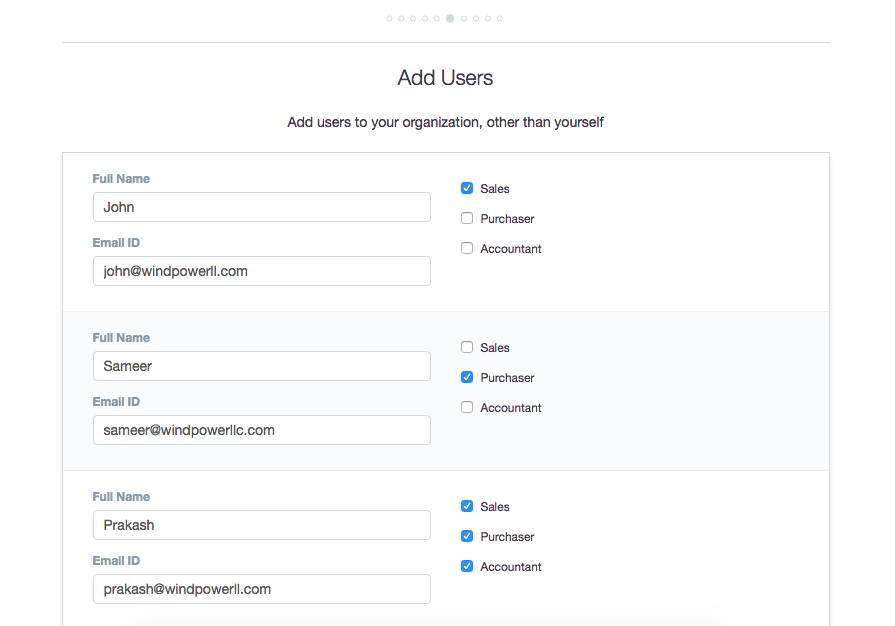 Add Users
Add users to your organization, other than yourself
Full Name
John
Email ID
john@windpowerll.com
Sales
Purchaser
Accountant
Full Name
Sameer
Email ID
sameer@windpowerllc.com
Sales
Purchaser
Accountant
Full Name
Prakash
Email ID
prakash@windpowerll.com
Sales
Purchaser
Accountant